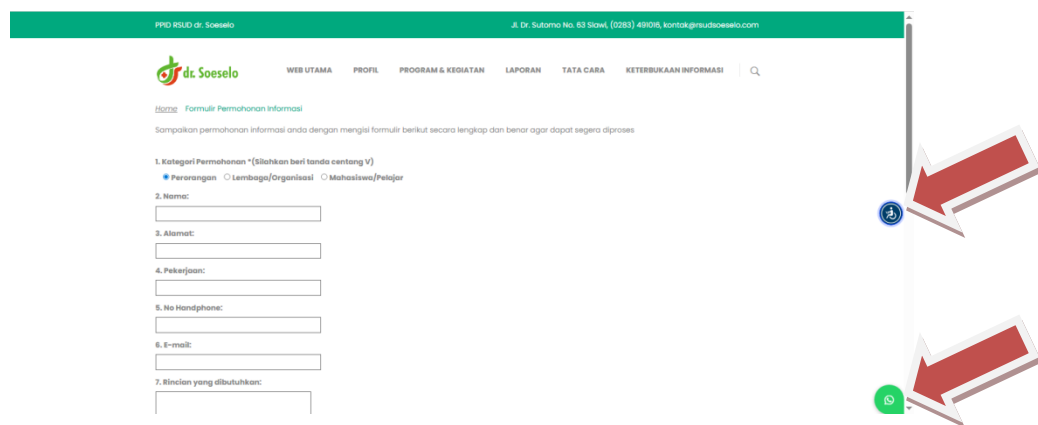 PPID RSUD dr. Soeselo
Jl. Dr. Sutomo No. 63 Slawi, (0283) 491016, kontak@rsudsoeselo.com
dr. Soeselo
WEB UTAMA PROFIL PROGRAM & KEGIATAN LAPORAN TATA CARA KETERBUKAAN INFORMASI
Home Formulir Permohonan Informasi
Sampaikan permohonan informasi anda dengan mengisi formulir berikut secara lengkap dan benar agar dapat segera diproses
1. Kategori Permohonan *(Silahkan beri tanda centang V)
Perorangan Lembaga/Organisasi Mahasiswa/Pelajar
2. Nama:
3. Alamat:
4. Pekerjaan:
5. No Handphone:
6. E-mail:
7. Rincian yang dibutuhkan: